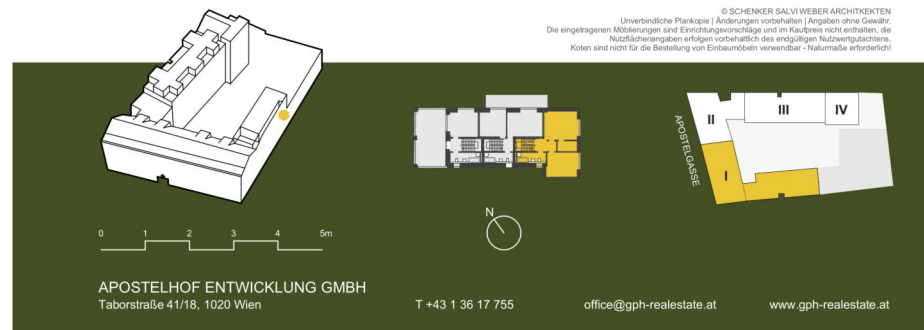 © SCHENKER SALVI WEBER ARCHITKEKTEN
Unverbindliche Plankopie | Änderungen vorbehalten | Angaben ohne Gewähr.
Die eingetragenen Möblierungen sind Einrichtungsvorschläge und im Kaufpreis nicht enthalten, die
Nutzflächenangaben erfolgen vorbehaltlich des endgültigen Nutzwertgutachtens.
Koten sind nicht für die Bestellung von Einbaumöbeln verwendbar - Naturmaße erforderlich!
II
III
IV
APOSTELGASSE
I
N
0 1 2 3 4 5m
APOSTELHOF ENTWICKLUNG GMBH
Taborstraße 41/18, 1020 Wien
T +43 1 36 17 755
office@gph-realestate.at
www.gph-realestate.at